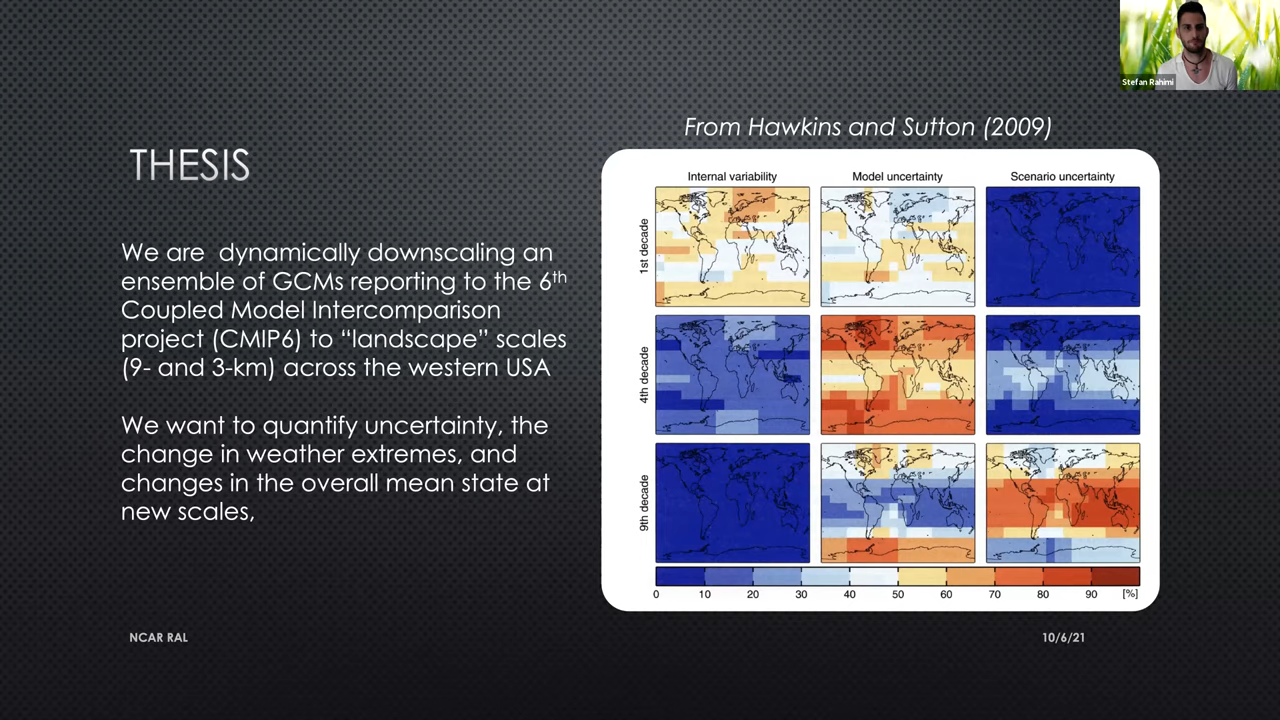 Stefan Rahimi
From Hawkins and Sutton (2009)
THESIS
We are dynamically downscaling an
ensemble of GCMs reporting to the 6th
Coupled Model Intercomparison
project (CMIP6) to “landscape” scales
(9- and 3-km) across the western USA
We want to quantify uncertainty, the
change in weather extremes, and
changes in the overall mean state at
new scales,
Internal variability Model uncertainty Scenario uncertainty
1st decade
4th decade
9th decade
0 10 20 30 40 50 60 70 80 90 [%]
NCAR RAL
10/6/21